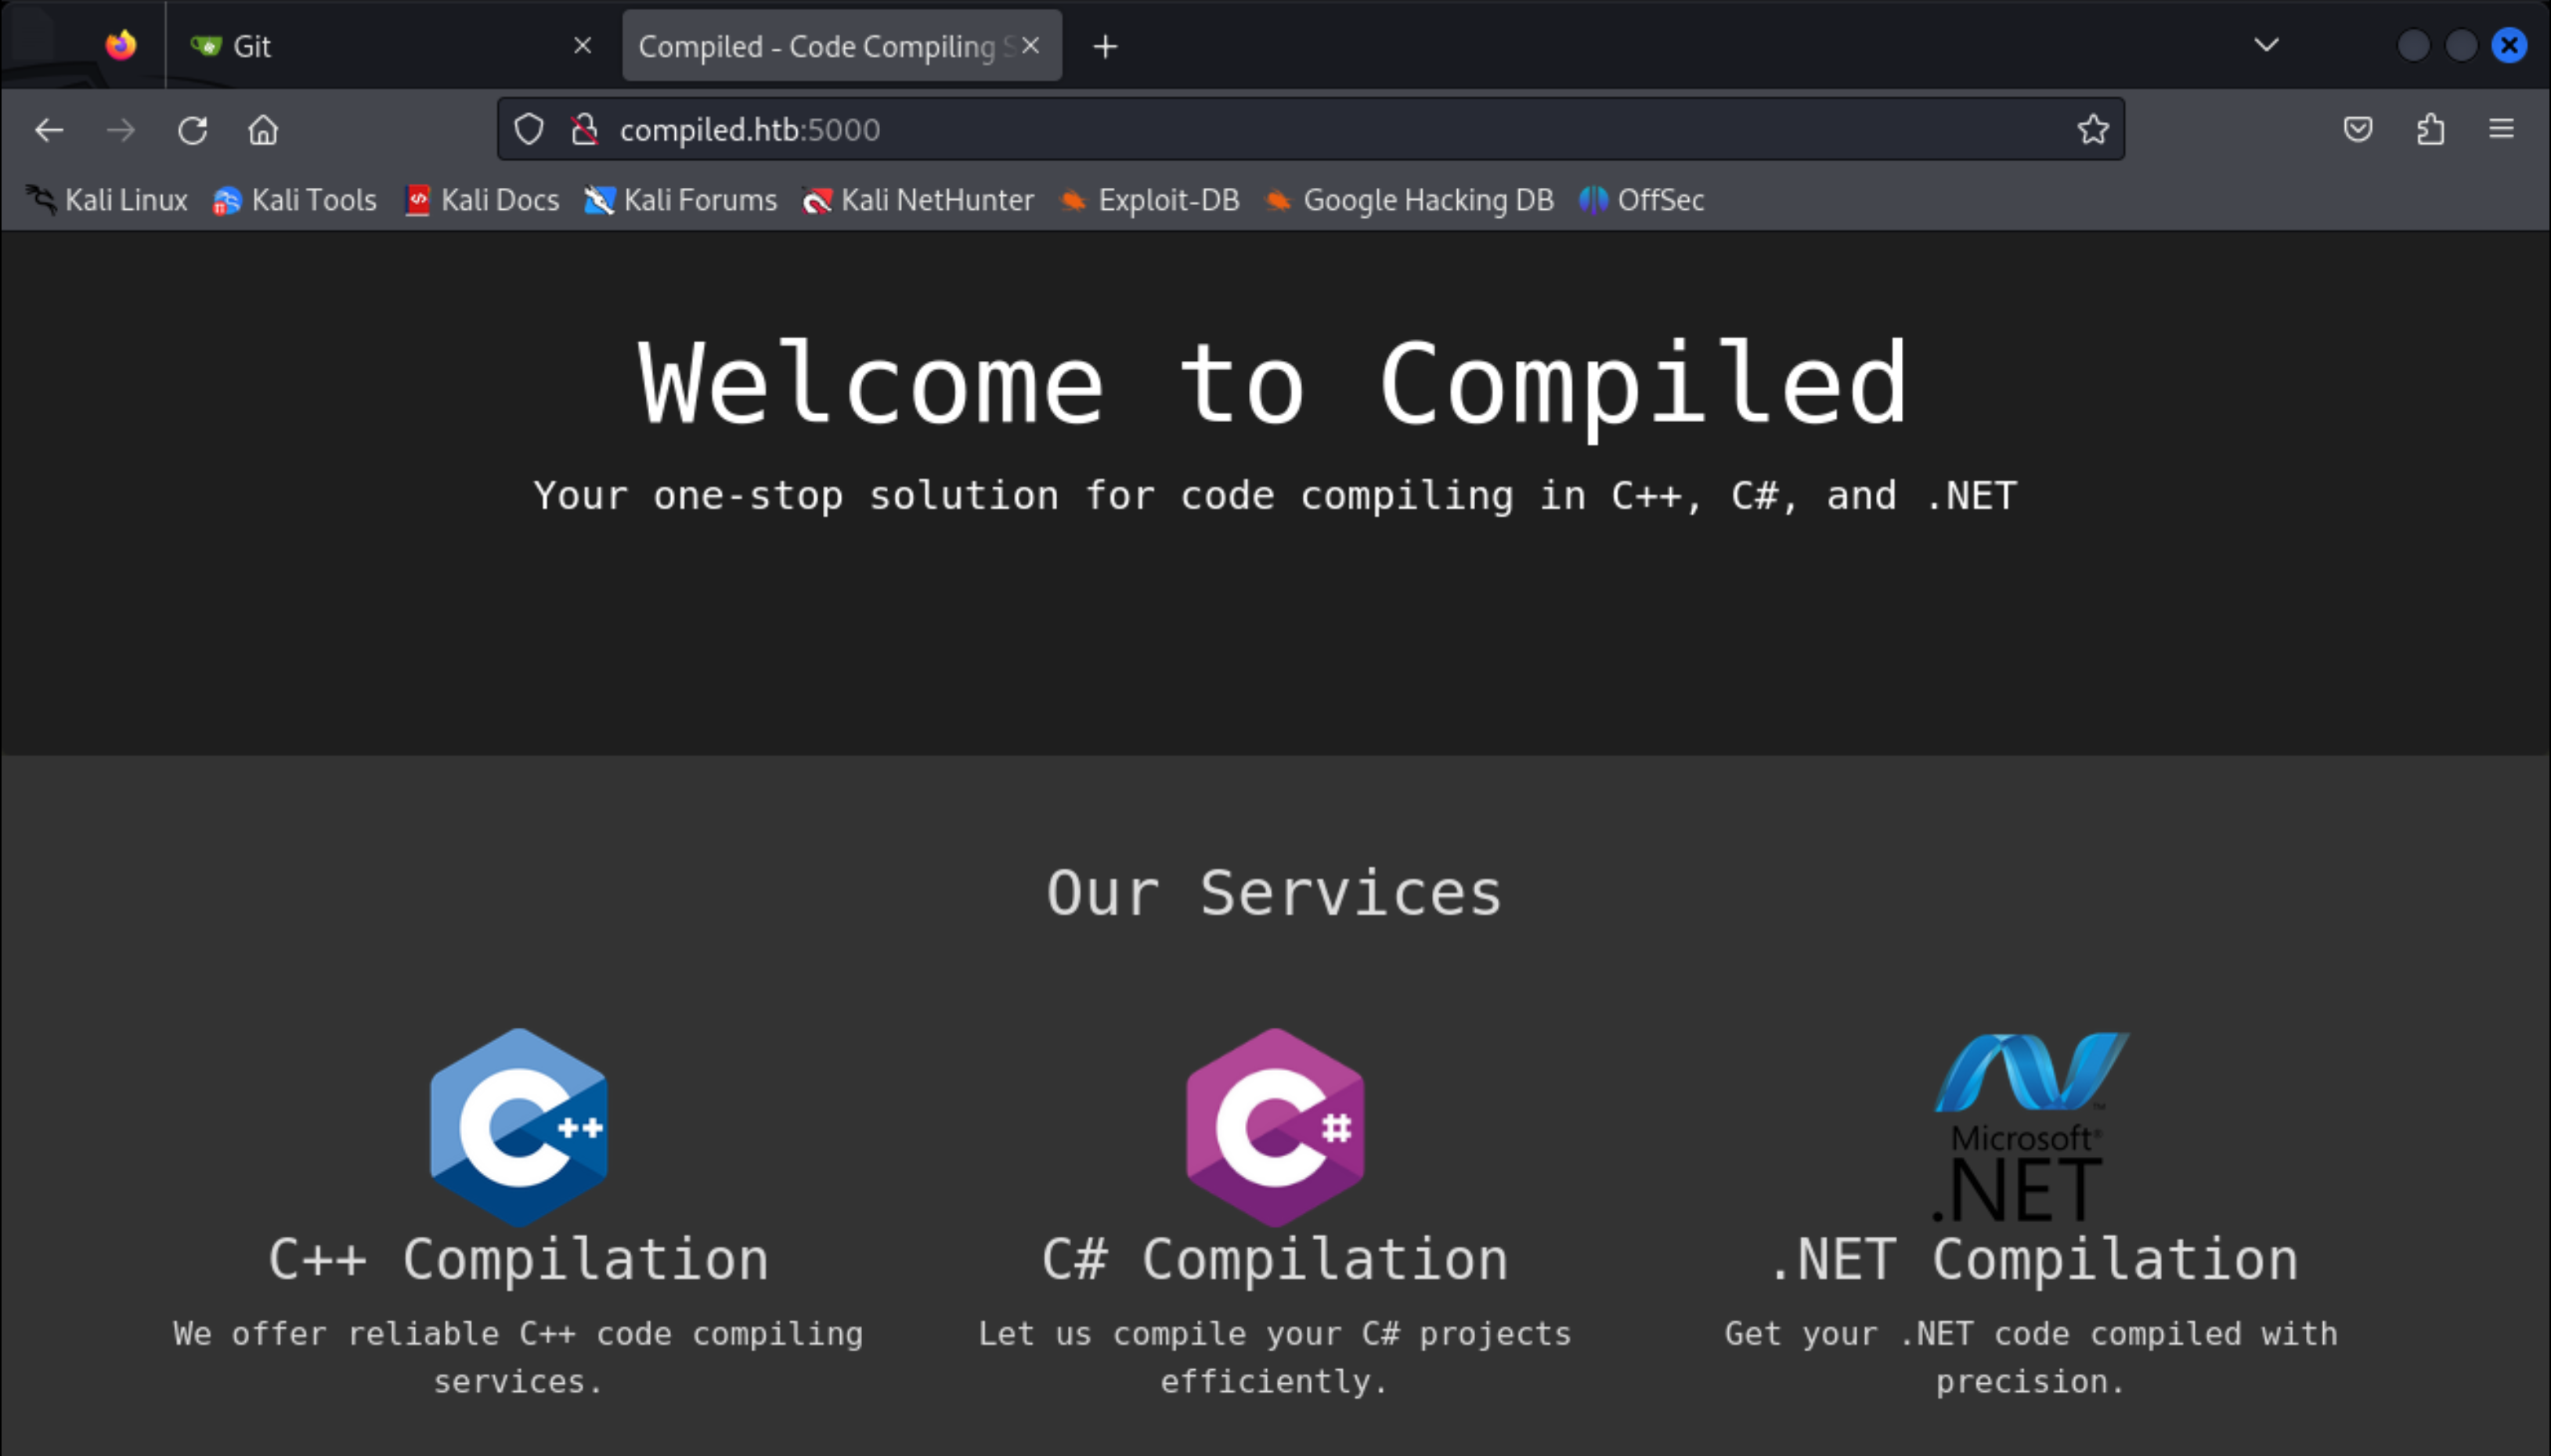 Git
Compiled - Code Compiling S
compiled.htb:5000
Kali Linux Kali Tools Kali Docs Kali Forums Kali NetHunter Exploit-DB Google Hacking DB OffSec
Welcome to Compiled
Your one-stop solution for code compiling in C++, C#, and .NET
Our Services
C++
C#
Microsoft®
.NET
C++ Compilation
We offer reliable C++ code compiling
services.
C# Compilation
Let us compile your C# projects
efficiently.
.NET Compilation
Get your .NET code compiled with
precision.